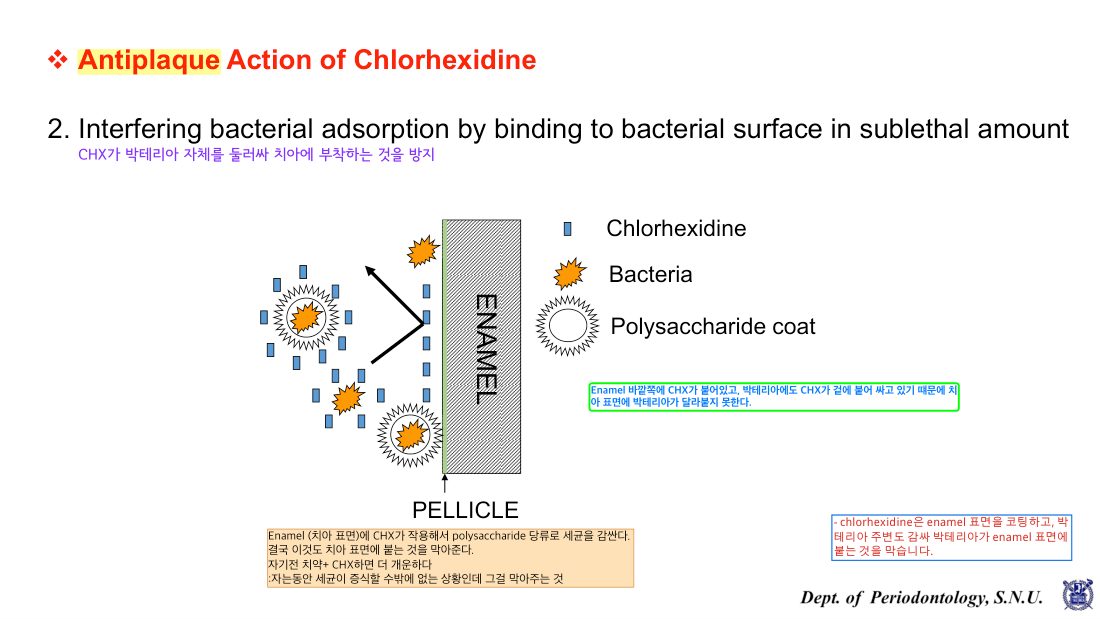 ❖ Antiplaque Action of Chlorhexidine
2. Interfering bacterial adsorption by binding to bacterial surface in sublethal amount
CHX가 박테리아 자체를 둘러싸 치아에 부착하는 것을 방지
Chlorhexidine
Bacteria
Polysaccharide coat
ENAMEL
Enamel 바깥쪽에 CHX가 붙어있고, 박테리아에도 CHX가 겉에 붙어 싸고 있기 때문에 치
아 표면에 박테리아가 달라붙지 못한다.
PELLICLE
Enamel (치아 표면)에 CHX가 작용해서 polysaccharide 당류로 세균을 감싼다.
결국 이것도 치아 표면에 붙는 것을 막아준다.
자기전 치약+ CHX하면 더 개운하다
:자는동안 세균이 증식할 수밖에 없는 상황인데 그걸 막아주는 것
- chlorhexidine은 enamel 표면을 코팅하고, 박
테리아 주변도 감싸 박테리아가 enamel 표면에
붙는 것을 막습니다.
Dept. of Periodontology, S.N.U.